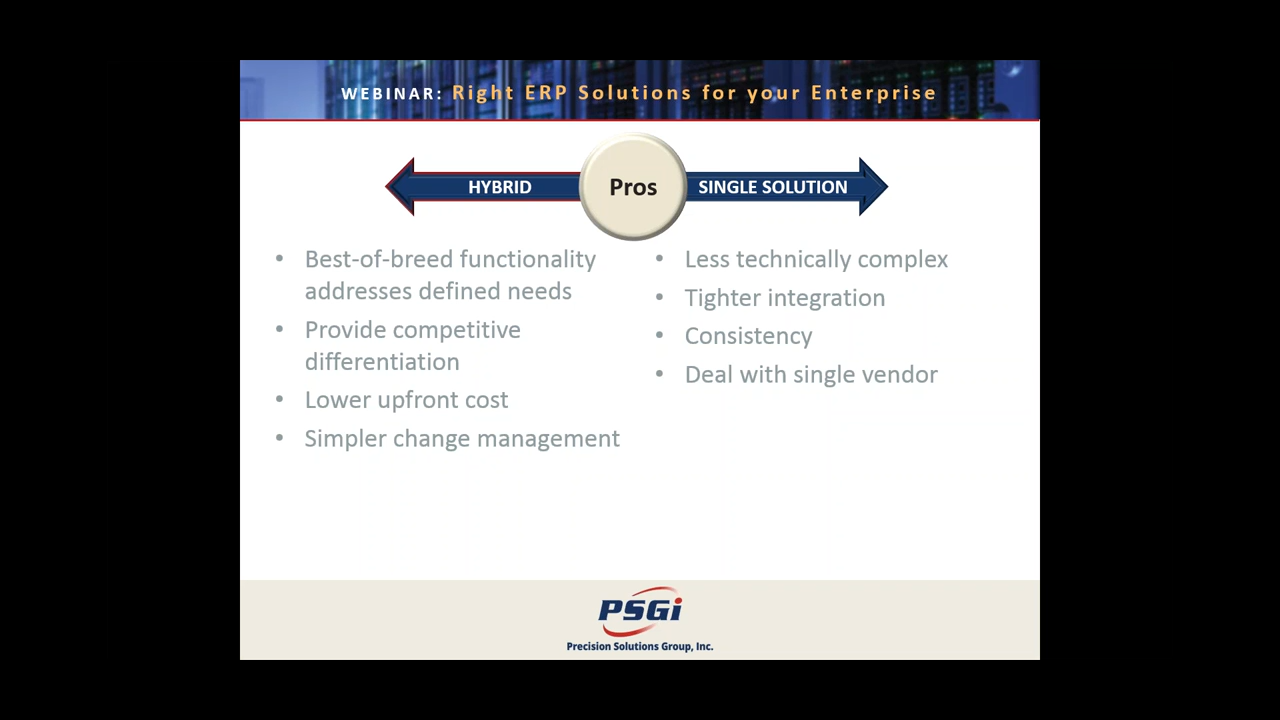 WEBINAR: Right ERP Solutions for your Enterprise
HYBRID
Pros
SINGLE SOLUTION
• Best-of-breed functionality
addresses defined needs
• Provide competitive
differentiation
• Lower upfront cost
• Simpler change management
• Less technically complex
• Tighter integration
• Consistency
• Deal with single vendor
PSGi
Precision Solutions Group, Inc.